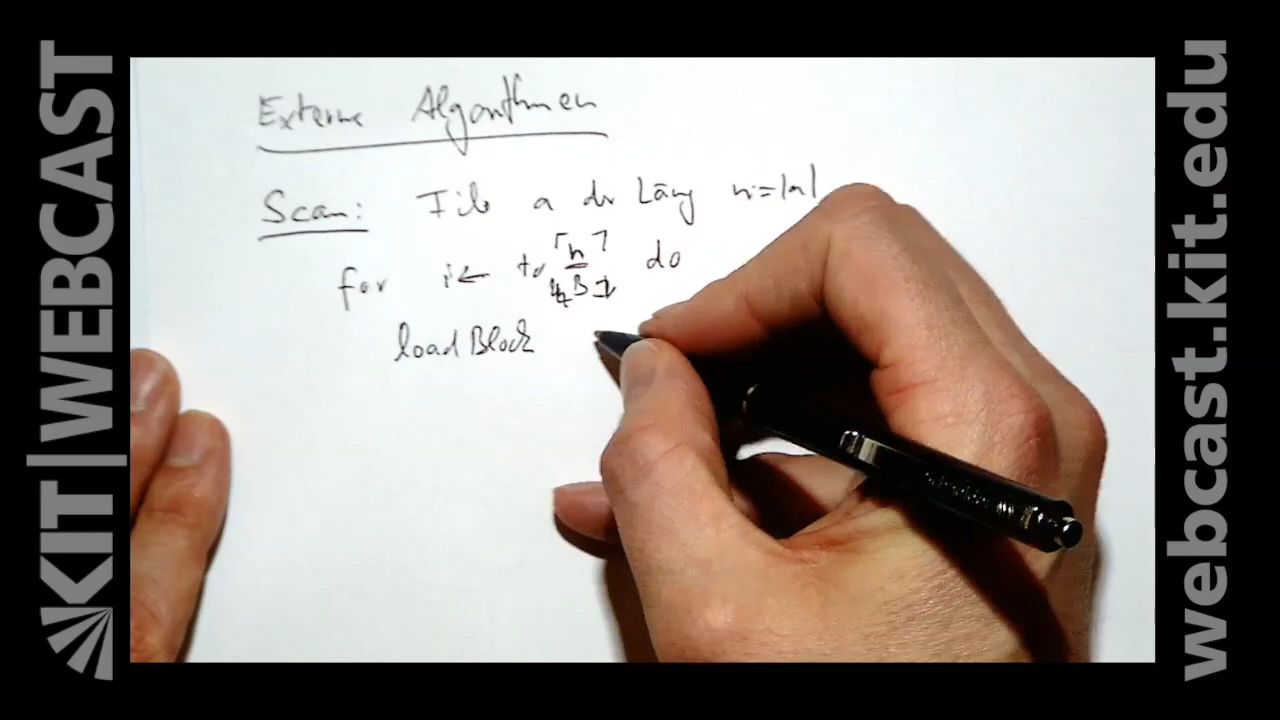 KIT|WEBCAST
Externe Algorithmen
Scan: File a der Länge n=|a|
for i← to ⌈n/B⌉ do
loadBlock
webcast.kit.edu